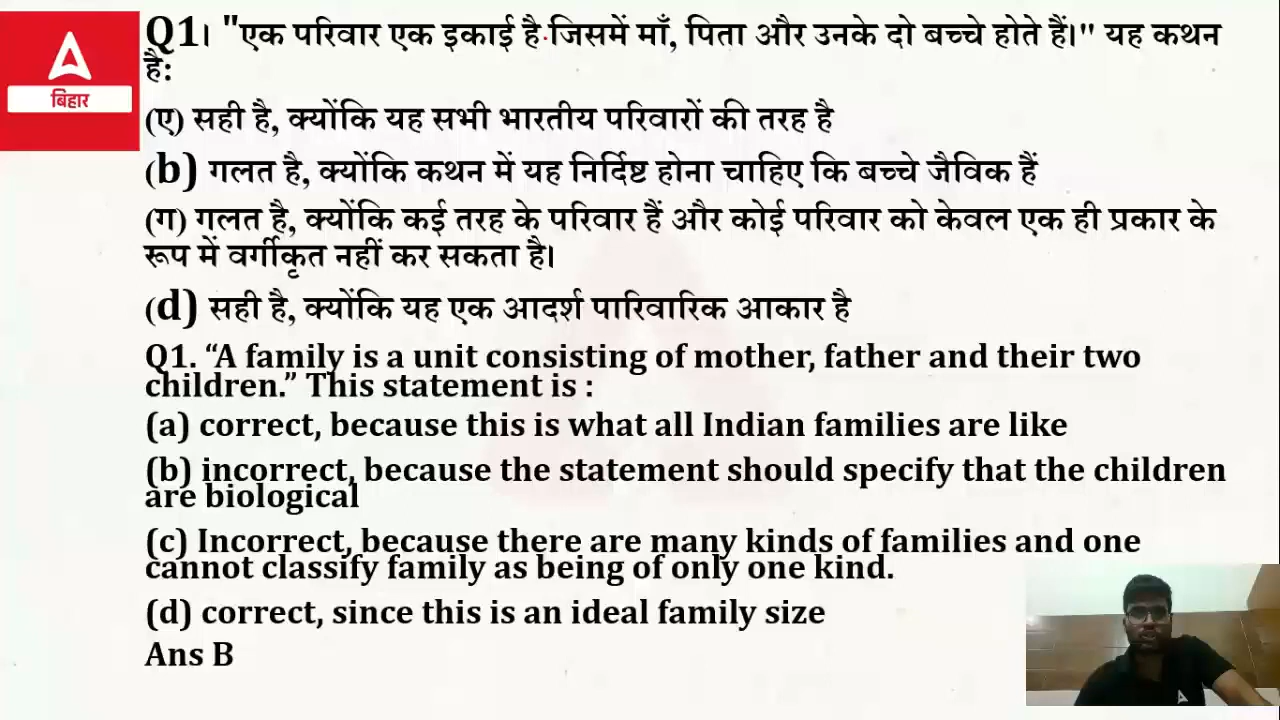 बिहार
Q1। "एक परिवार एक इकाई है जिसमें माँ, पिता और उनके दो बच्चे होते हैं।" यह कथन
है:
(ए) सही है, क्योंकि यह सभी भारतीय परिवारों की तरह है
(b) गलत है, क्योंकि कथन में यह निर्दिष्ट होना चाहिए कि बच्चे जैविक हैं
(ग) गलत है, क्योंकि कई तरह के परिवार हैं और कोई परिवार को केवल एक ही प्रकार के
रूप में वर्गीकृत नहीं कर सकता है।
(d) सही है, क्योंकि यह एक आदर्श पारिवारिक आकार है
Q1. “A family is a unit consisting of mother, father and their two
children.” This statement is :
(a) correct, because this is what all Indian families are like
(b) incorrect, because the statement should specify that the children
are biological
(c) Incorrect, because there are many kinds of families and one
cannot classify family as being of only one kind.
(d) correct, since this is an ideal family size
Ans B